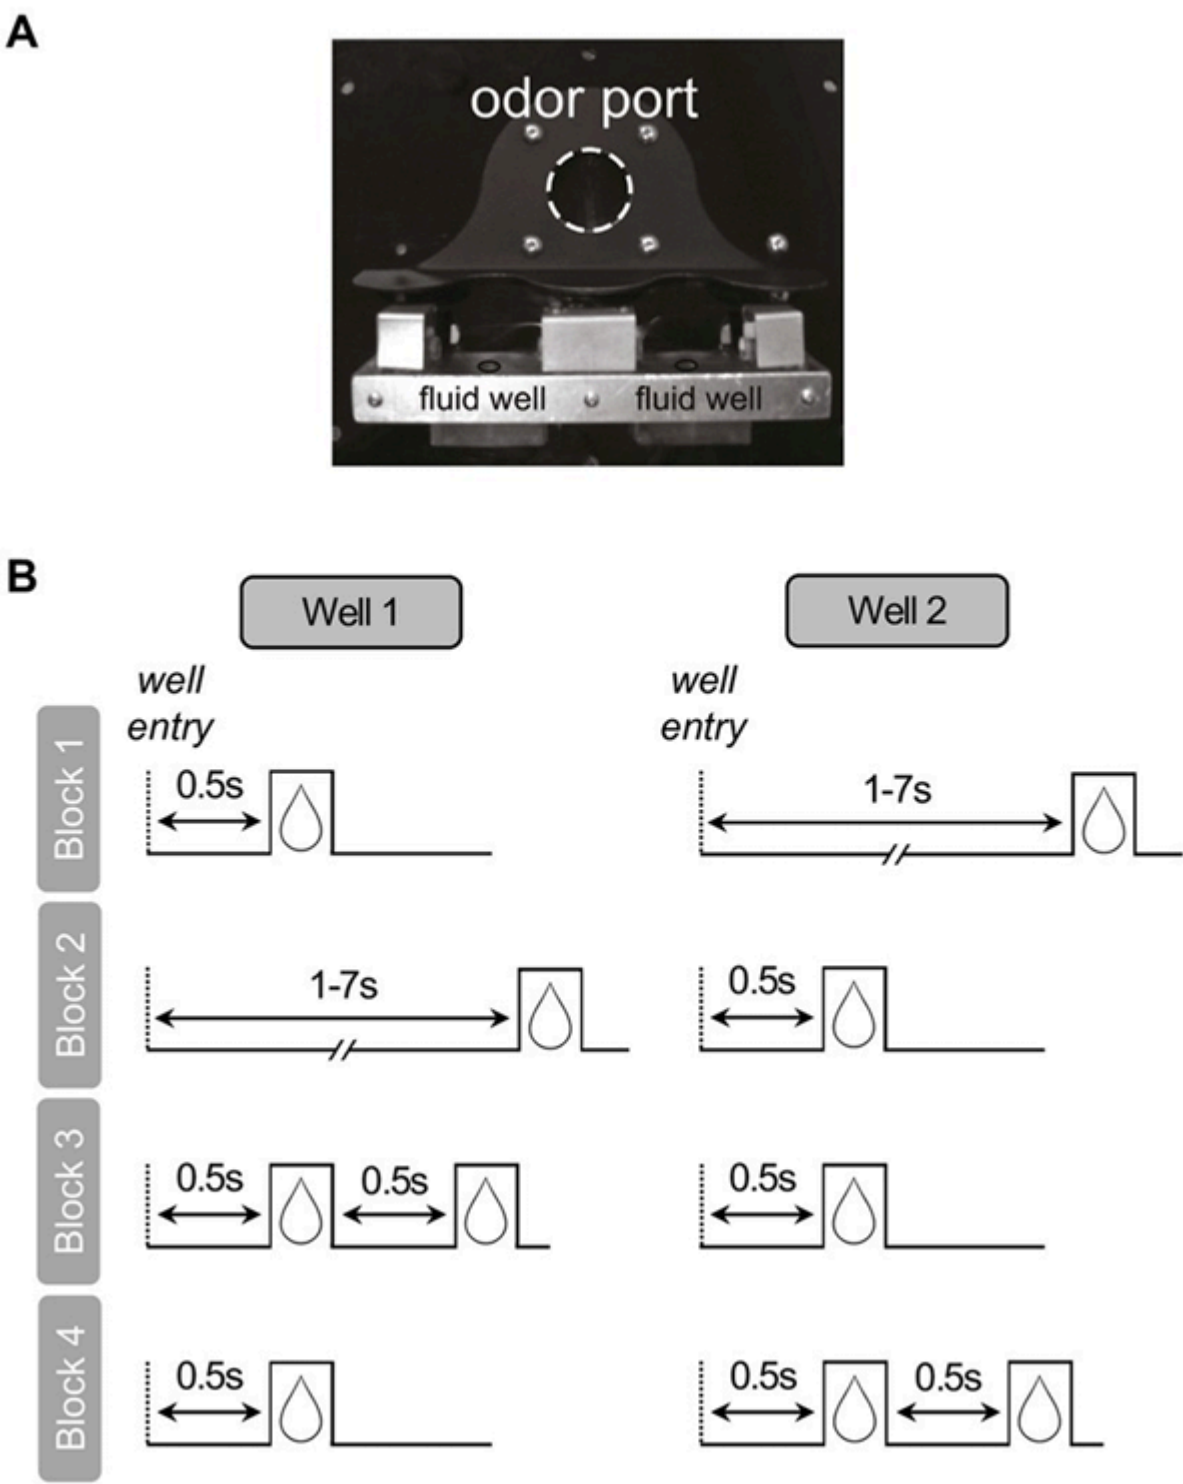 A
odor port
fluid well fluid well
B
Well 1 Well 2
well well
entry entry
Block 1
0.5s 1-7s
Block 2
1-7s 0.5s
Block 3
0.5s 0.5s 0.5s
Block 4
0.5s 0.5s 0.5s